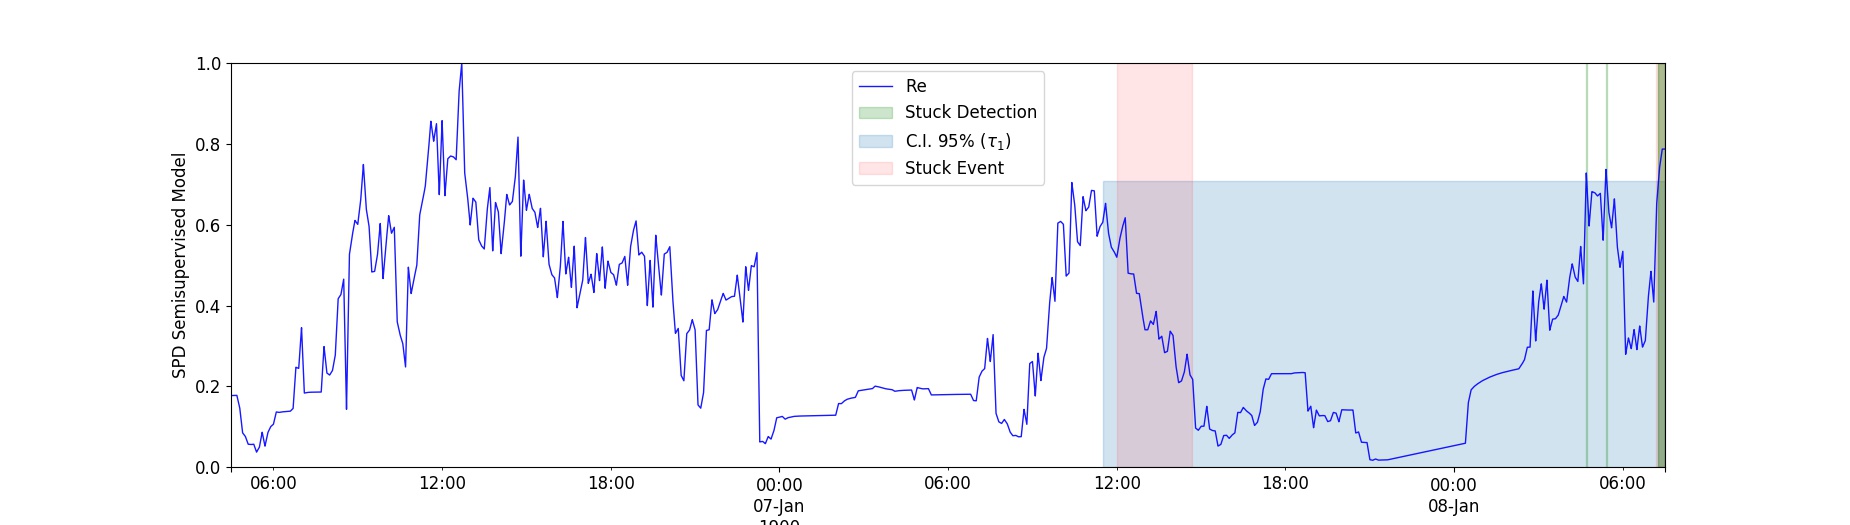 SPD Semisupervised Model
1.0
0.8
0.6
0.4
0.2
0.0
Re
Stuck Detection
C.I. 95% (τ₁)
Stuck Event
06:00 12:00 18:00 00:00 06:00 12:00 18:00 00:00 06:00
07-Jan 08-Jan
1900